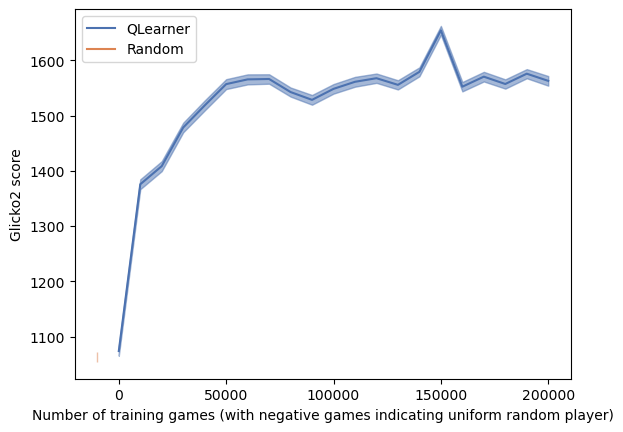 QLearner
Random
1600
1500
1400
1300
1200
1100
Glicko2 score
0 50000 100000 150000 200000
Number of training games (with negative games indicating uniform random player)